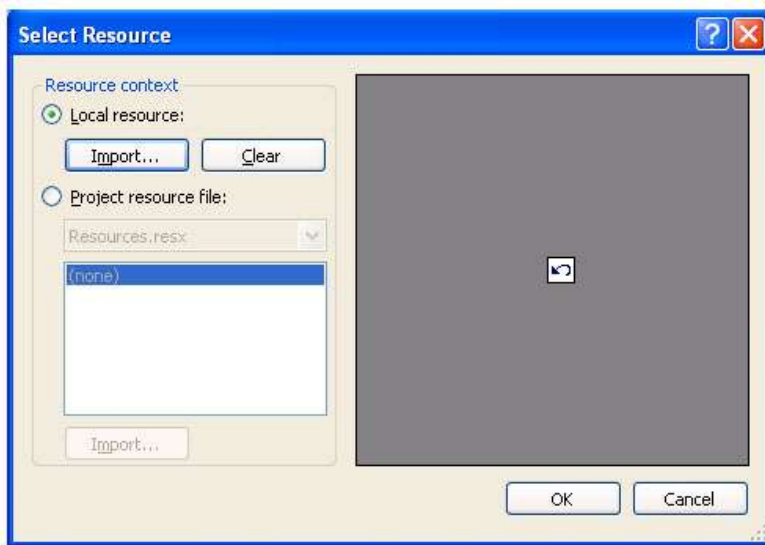 Select Resource
Resource context
Local resource:
Import...
Clear
Project resource file:
Resources.resx
(none)
Import...
OK
Cancel